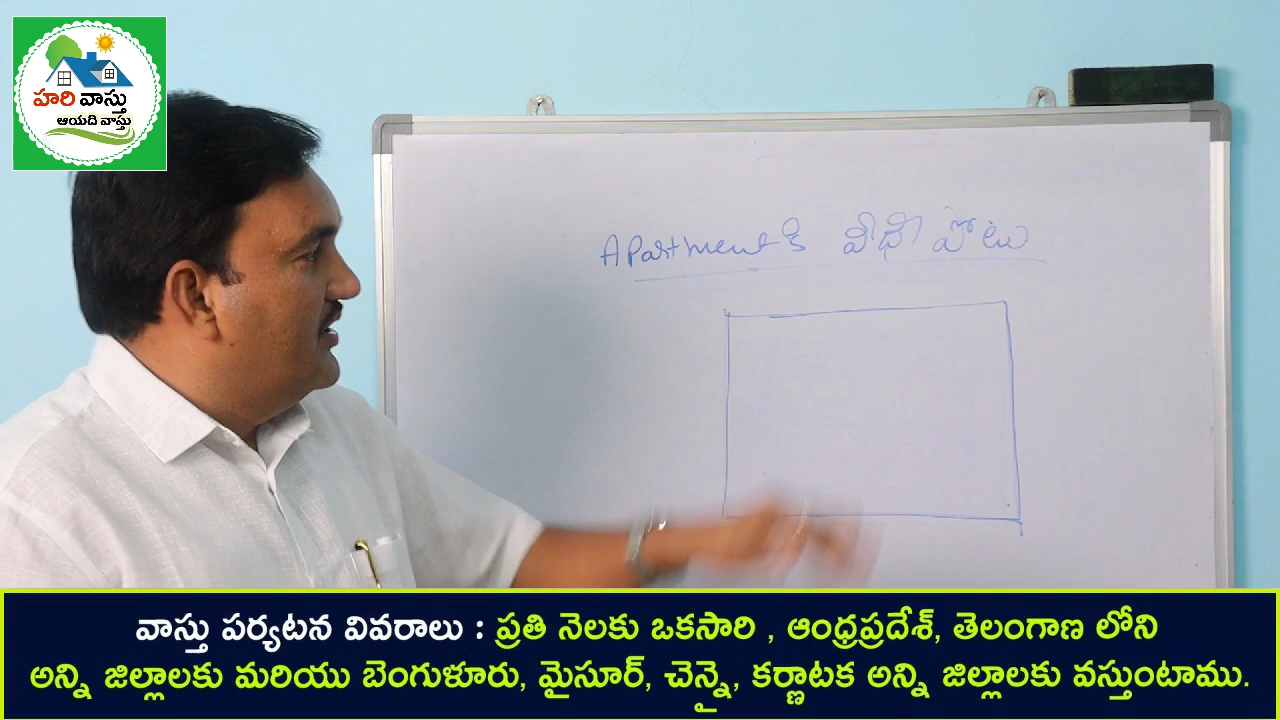 హరి వాస్తు
ఆయది వాస్తు
Apartment కి వీధి పోటు
వాస్తు పర్యటన వివరాలు : ప్రతి నెలకు ఒకసారి , ఆంధ్రప్రదేశ్, తెలంగాణ లోని
అన్ని జిల్లాలకు మరియు బెంగుళూరు, మైసూర్, చెన్నై, కర్ణాటక అన్ని జిల్లాలకు వస్తుంటాము.